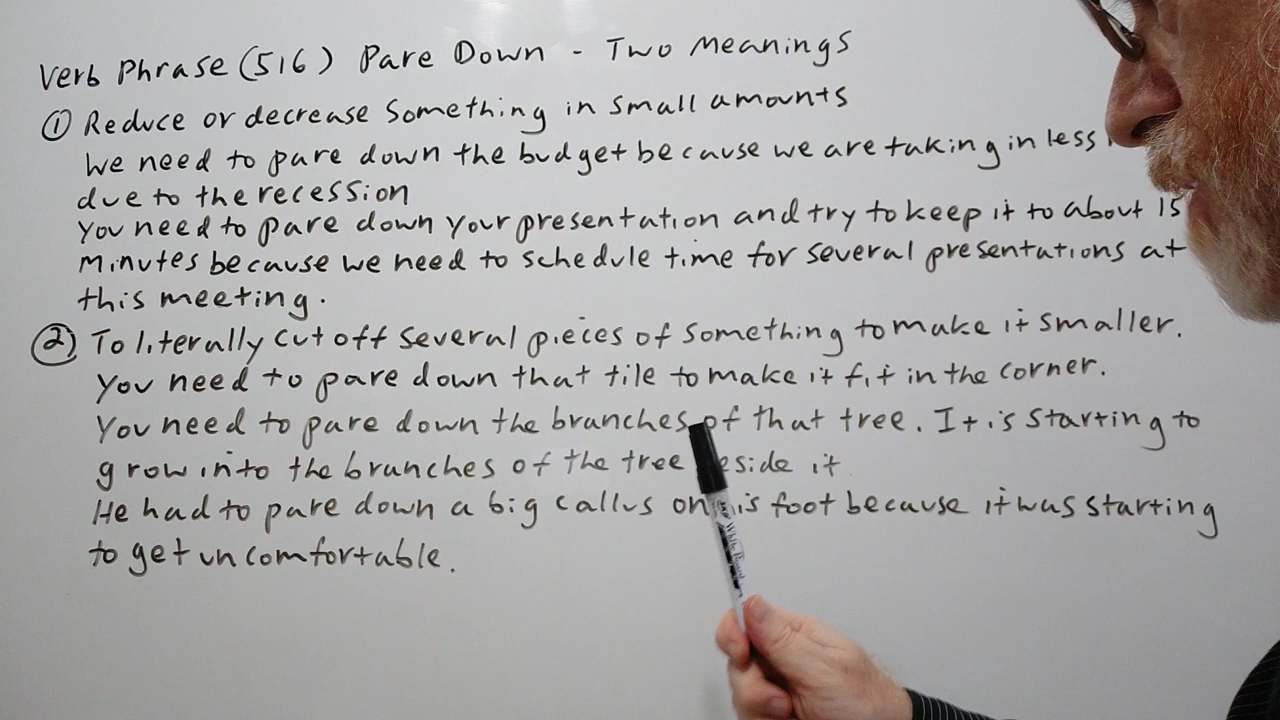 Verb Phrase (516) Pare Down - Two Meanings
① Reduce or decrease something in small amounts
We need to pare down the budget because we are taking in less
due to the recession
You need to pare down your presentation and try to keep it to about 15
minutes because we need to schedule time for several presentations at
this meeting.
② To literally cut off several pieces of something to make it smaller.
You need to pare down that tile to make it fit in the corner.
You need to pare down the branches of that tree. It is starting to
grow into the branches of the tree eside it
He had to pare down a big callus on is foot because it was starting
to get uncomfortable.
White Board